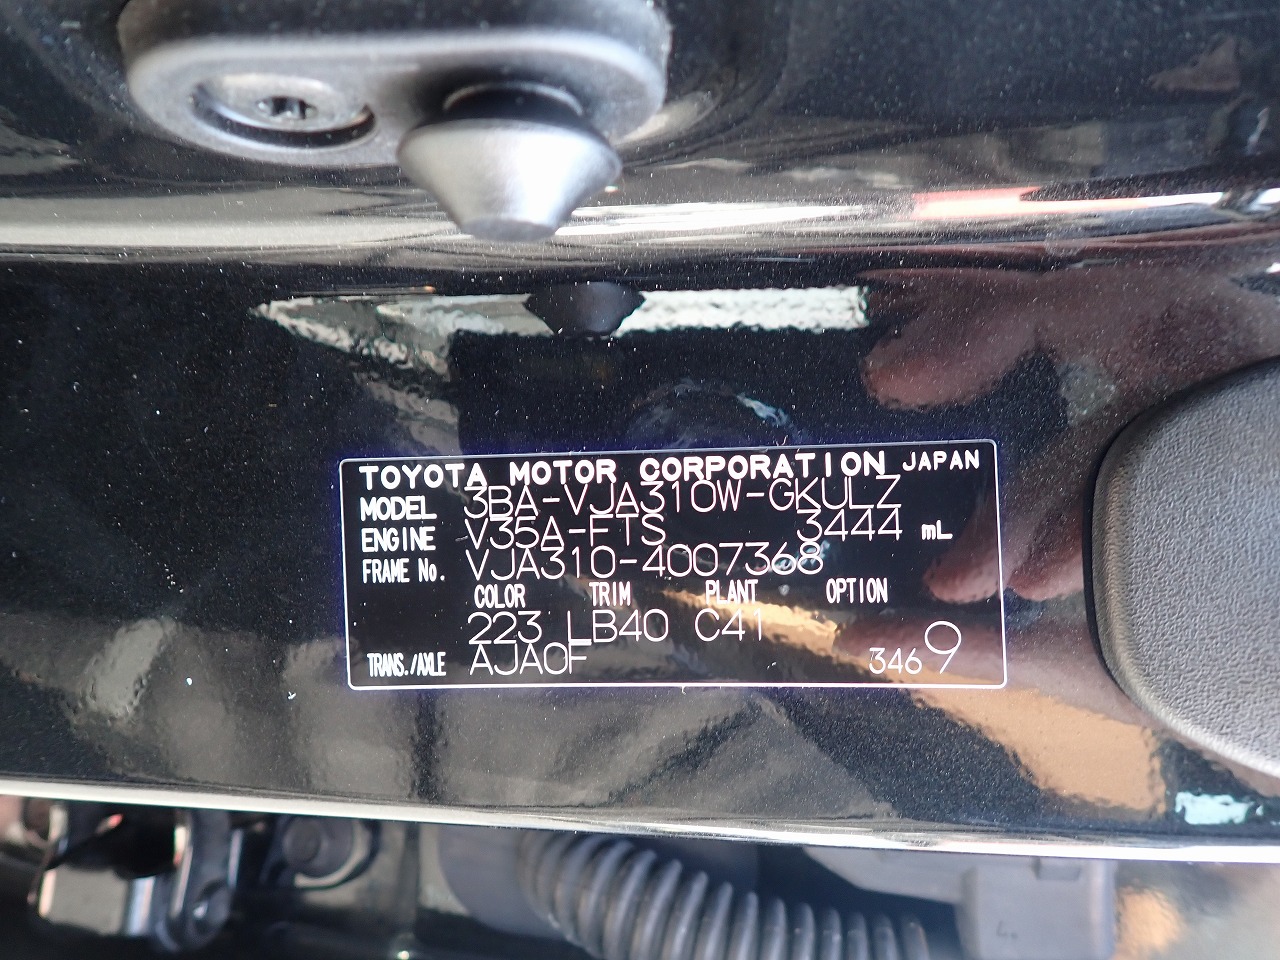 TOYOTA MOTOR CORPORATION JAPAN
MODEL 3BA-VJA310W-GKULZ
ENGINE V35A-FTS 3444 mL
FRAME No. VJA310-4007368
COLOR TRIM PLANT OPTION
223 LB40 C41
TRANS./AXLE AJA0F 3469